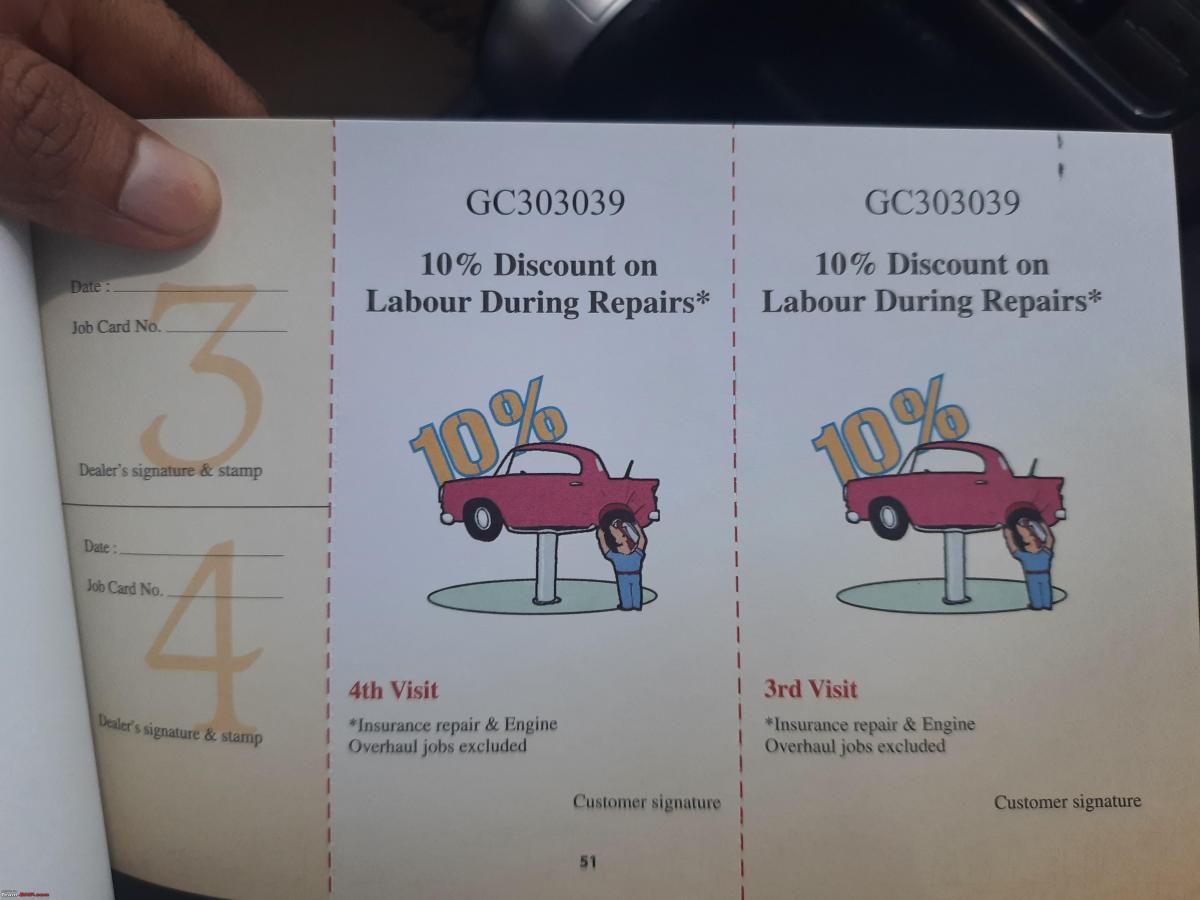 Date :
Job Card No.
3
Dealer's signature & stamp
Date :
Job Card No.
4
Dealer's signature & stamp
GC303039
10% Discount on
Labour During Repairs*
10%
4th Visit
*Insurance repair & Engine
Overhaul jobs excluded
Customer signature
51
GC303039
10% Discount on
Labour During Repairs*
10%
3rd Visit
*Insurance repair & Engine
Overhaul jobs excluded
Customer signature